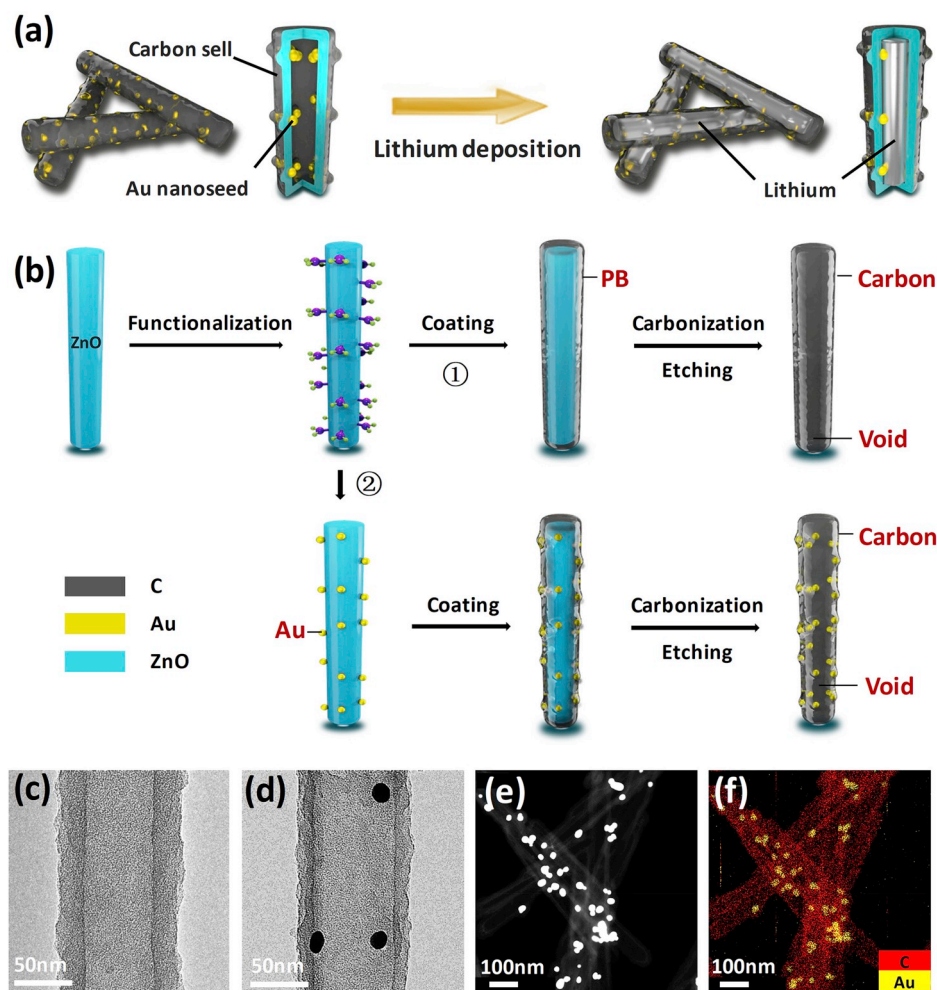 (a)
Carbon sell
Au nanoseed
Lithium deposition
Lithium
(b)
ZnO
Functionalization
Coating
①
PB
Carbonization
Etching
Carbon
Void
②
Au
Coating
Carbonization
Etching
Carbon
Void
C
Au
ZnO
(c)
50nm
(d)
50nm
(e)
100nm
(f)
100nm
C
Au